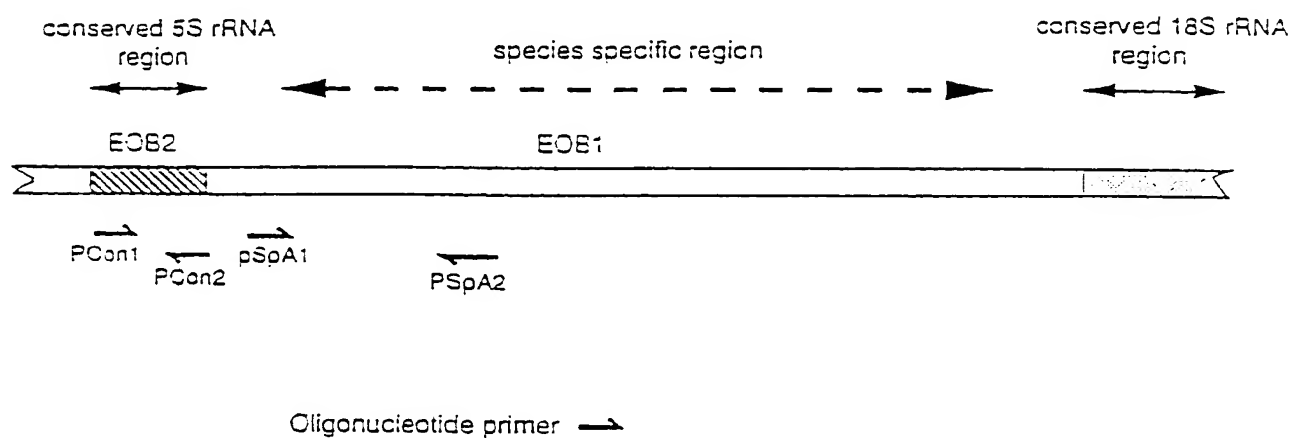 conserved 5S rRNA
region
species specific region
conserved 18S rRNA
region
EOB2
EOB1
PCon1
PCon2
pSpA1
PSpA2
Oligonucleotide primer